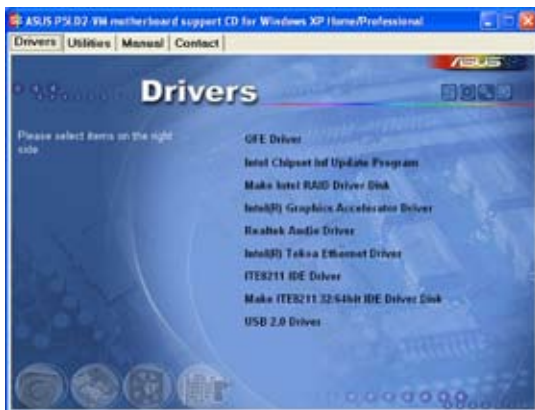 ASUS P5LD2-VM motherboard support CD for Windows XP Home/Professional
Drivers Utilities Manual Contact
ASUS
Drivers
Please select items on the right
side
GFE Driver
Intel Chipset Inf Update Program
Make Intel RAID Driver Disk
Intel(R) Graphics Accelerator Driver
Realtek Audio Driver
Intel(R) Tekoa Ethernet Driver
ITE8211 IDE Driver
Make ITE8211 32/64bit IDE Driver Disk
USB 2.0 Driver